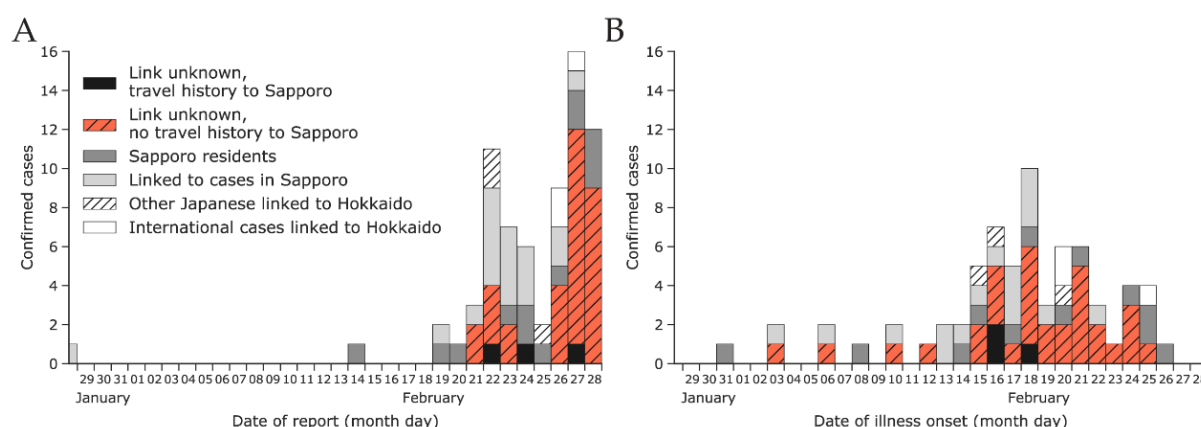 A
B
Confirmed cases
16
14
12
10
8
6
4
2
0
Link unknown,
travel history to Sapporo
Link unknown,
no travel history to Sapporo
Sapporo residents
Linked to cases in Sapporo
Other Japanese linked to Hokkaido
International cases linked to Hokkaido
29 30 31 01 02 03 04 05 06 07 08 09 10 11 12 13 14 15 16 17 18 19 20 21 22 23 24 25 26 27 28
January February
Date of report (month day)
Confirmed cases
16
14
12
10
8
6
4
2
0
29 30 31 01 02 03 04 05 06 07 08 09 10 11 12 13 14 15 16 17 18 19 20 21 22 23 24 25 26 27 28
January February
Date of illness onset (month day)